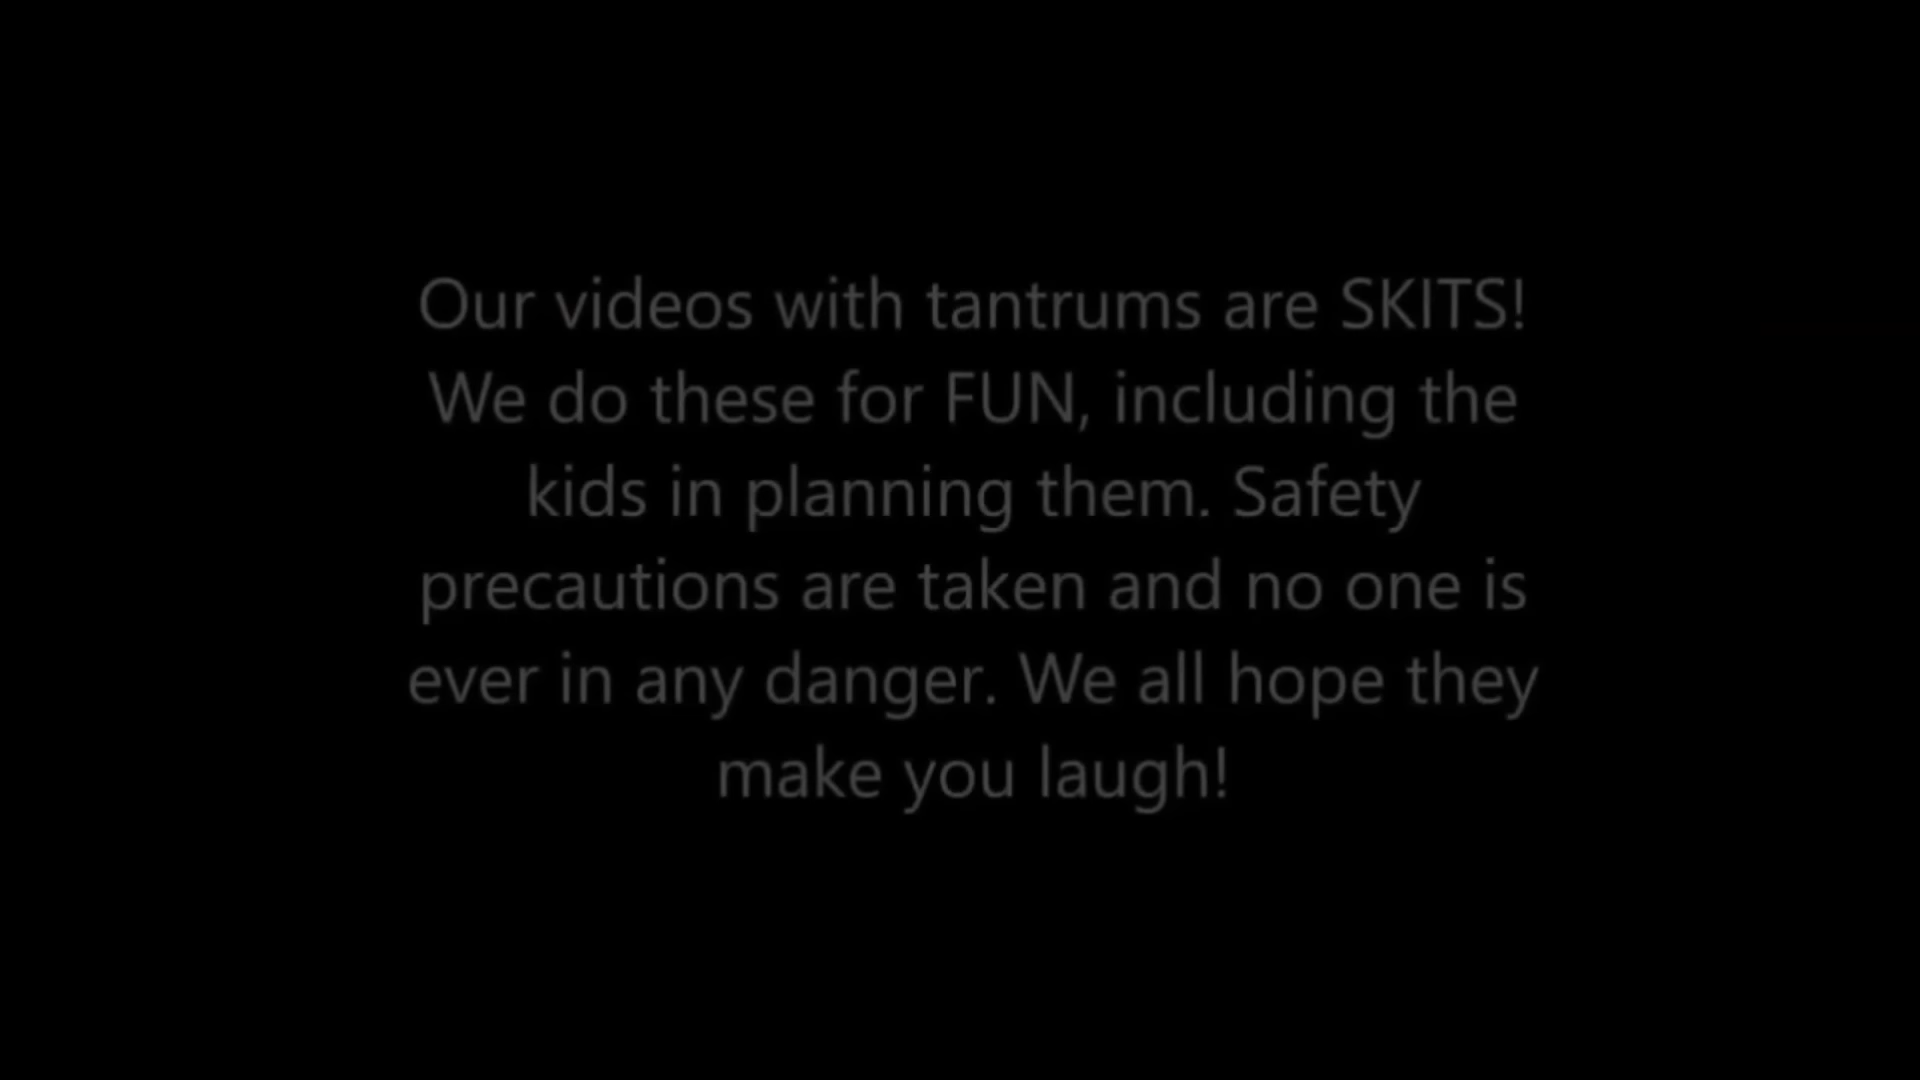 Our videos with tantrums are SKITS!
We do these for FUN, including the
kids in planning them. Safety
precautions are taken and no one is
ever in any danger. We all hope they
make you laugh!